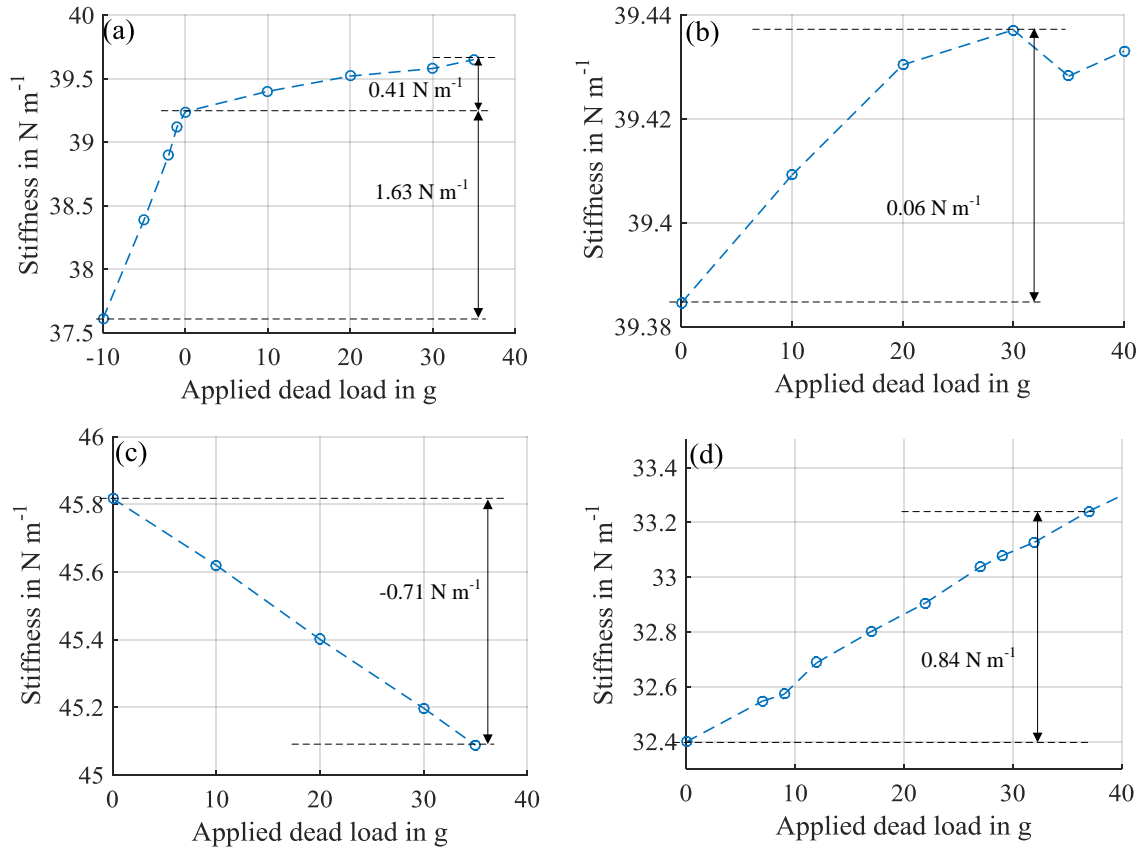 (a)
40
39.5
39
38.5
38
37.5
-10
0
10
20
30
40
Stiffness in N m-1
Applied dead load in g
0.41 N m-1
1.63 N m-1
(b)
39.44
39.42
39.4
39.38
0
10
20
30
40
Stiffness in N m-1
Applied dead load in g
0.06 N m-1
(c)
46
45.8
45.6
45.4
45.2
45
0
10
20
30
40
Stiffness in N m-1
Applied dead load in g
-0.71 N m-1
(d)
33.4
33.2
33
32.8
32.6
32.4
0
10
20
30
40
Stiffness in N m-1
Applied dead load in g
0.84 N m-1